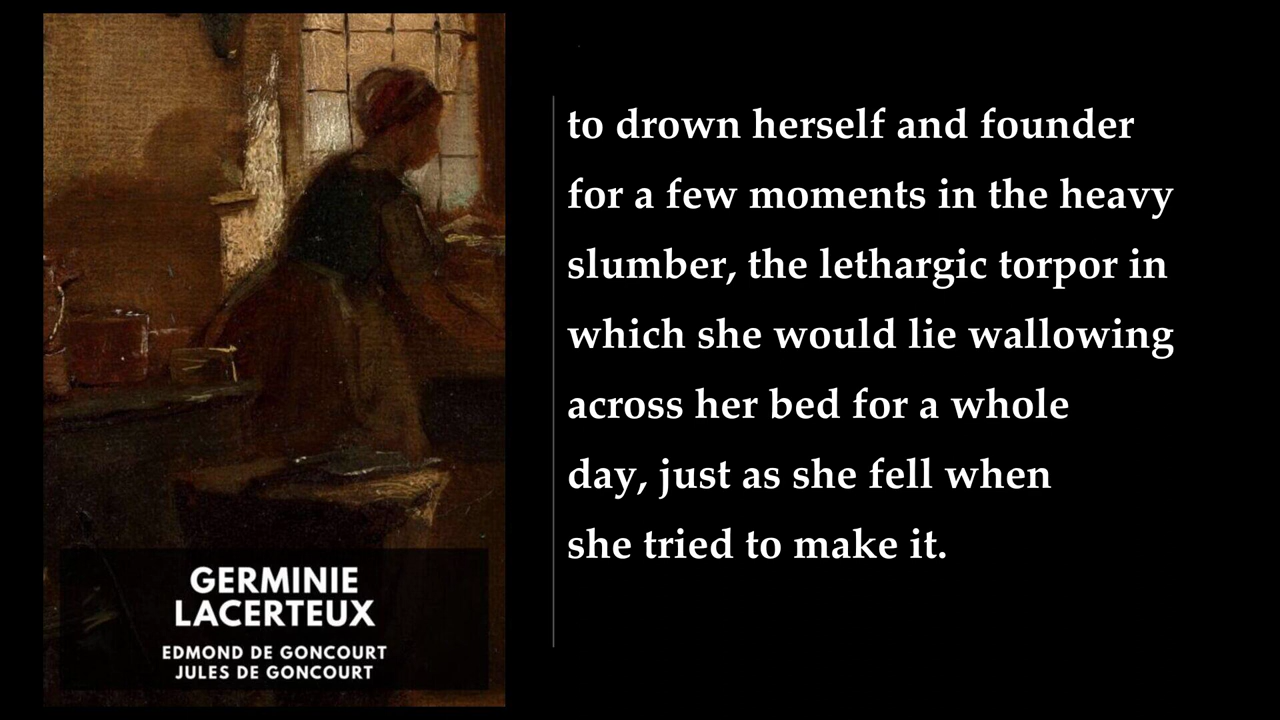 GERMINIE
LACERTEUX
EDMOND DE GONCOURT
JULES DE GONCOURT
to drown herself and founder
for a few moments in the heavy
slumber, the lethargic torpor in
which she would lie wallowing
across her bed for a whole
day, just as she fell when
she tried to make it.